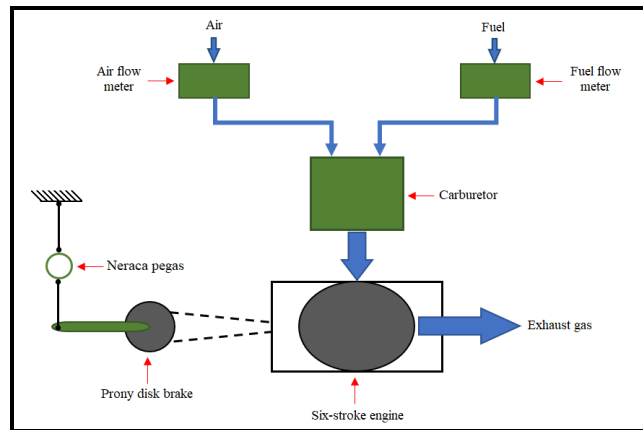 Air
Fuel
Air flow
meter
Fuel flow
meter
Carburetor
Neraca pegas
Exhaust gas
Prony disk brake
Six-stroke engine